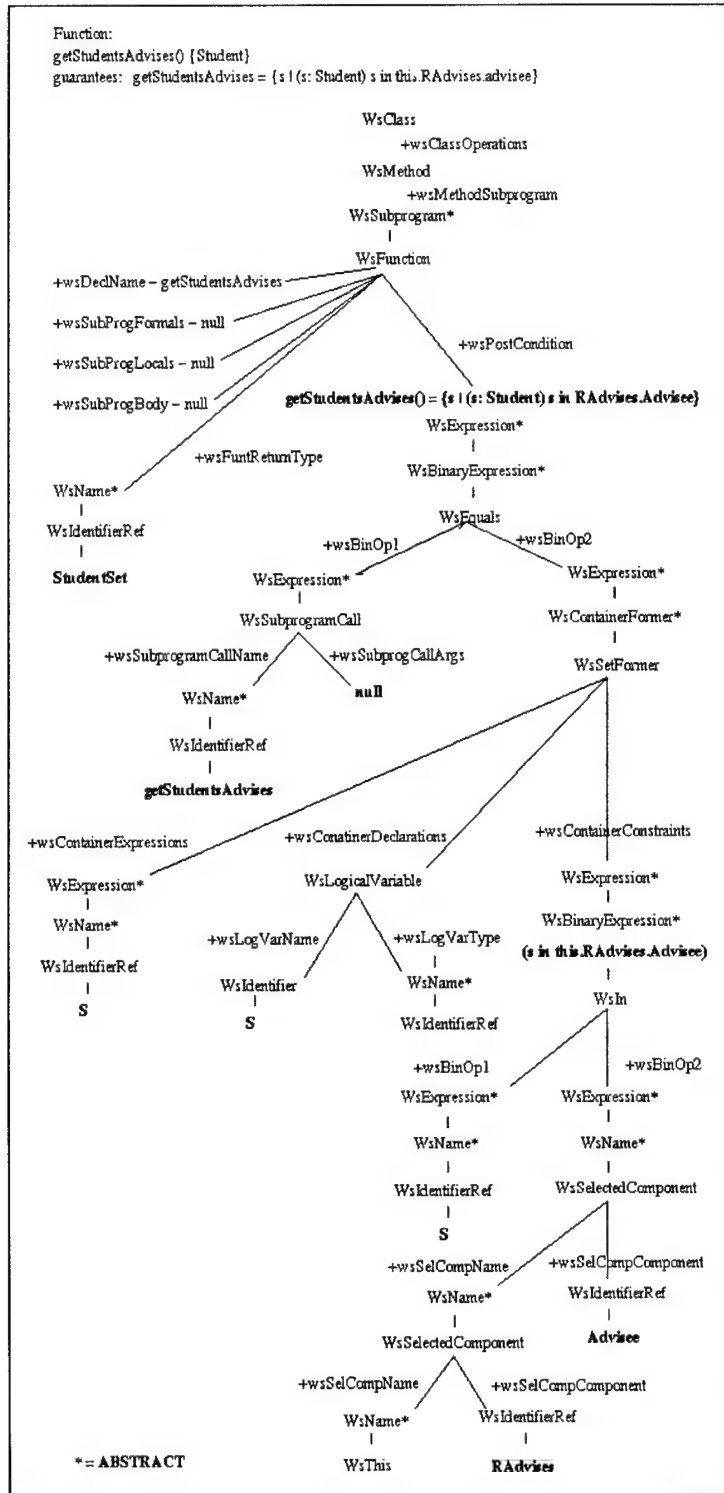 Function:
getStudentsAdvises() {Student}
guarantees: getStudentsAdvises = {s | (s: Student) s in this.RAdvises.advisee}
WsClass
+wsClassOperations
WsMethod
+wsMethodSubprogram
WsSubprogram*
WsFunction
+wsDeclName – getStudentsAdvises
+wsSubProgFormals – null
+wsPostCondition
+wsSubProgLocals – null
+wsSubProgBody – null
getStudentsAdvises() = {s | (s: Student) s in RAdvises.Advisee}
WsExpression*
+wsFuntReturnType
WsBinaryExpression*
WsName*
WsEquals
WsIdentifierRef
+wsBinOp1 +wsBinOp2
StudentSet
WsExpression* WsExpression*
WsSubprogramCall WsContainerFormer*
+wsSubprogramCallName +wsSubprogCallArgs
WsSetFormer
WsName* null
WsIdentifierRef
getStudentsAdvises
+wsContainerExpressions +wsConatinerDeclarations +wsContainerConstraints
WsExpression* WsLogicalVariable WsExpression*
WsName* WsBinaryExpression*
+wsLogVarName +wsLogVarType
WsIdentifierRef (s in this.RAdvises.Advisee)
WsIdentifier WsName*
S S WsIn
WsIdentifierRef
+wsBinOp1 +wsBinOp2
WsExpression* WsExpression*
WsName* WsName*
WsIdentifierRef WsSelectedComponent
S
+wsSelCompName +wsSelCompComponent
WsName* WsIdentifierRef
WsSelectedComponent Advisee
+wsSelCompName +wsSelCompComponent
WsName* WsIdentifierRef
* = ABSTRACT WsThis RAdvises